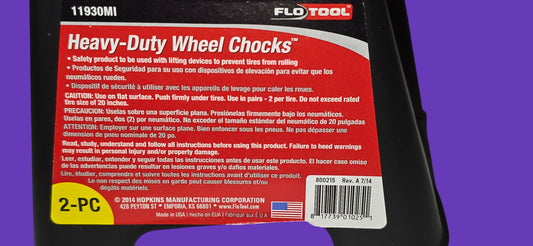 11930MI
FLOTOOL™
Heavy-Duty Wheel Chocks™
• Safety product to be used with lifting devices to prevent tires from rolling
• Productos de Seguridad para su uso con dispositivos de elevación para evitar que los
neumáticos rueden.
• Dispositif de sécurité à utiliser avec les appareils de levage pour caler les roues.
CAUTION: Use on flat surface. Push firmly under tires. Use in pairs - 2 per tire. Do not exceed rated
tire size of 20 inches.
PRECAUCION: Uselas sobre una superficie plana. Presiónelas firmemente bajo los neumáticos.
Uselas en pares, dos (2) por neumático. No exceder el tamaño estándar del neumático de 20 pulgadas
ATTENTION: Employer sur une surface plane. Bien enfoncer sous les pneus. Ne pas dépasser une
dimension de pneu nominale de 20 po.
Read, study, understand and follow all instructions before using this product. Failure to heed warnings
may result in personal injury and/or property damage.
Leer, estudiar, entender y seguir todas las instrucciones antes de usar este producto. El hacer caso omiso
de las advertencias puede resultar en lesiones graves y/o daños materiales.
Lire, étudier, comprendre et suivre toutes les instructions avant d'utiliser ce produit.
Le non respect des mises en garde peut causer blessures et/ou
dégâts matériels.
2-PC
© 2014 HOPKINS MANUFACTURING CORPORATION
428 PEYTON ST • EMPORIA, KS 66801 • www.FloTool.com
Made in USA | Hecho en EUA | Fabriqué aux É.U.A
800215 Rev. A 7/14
8 17739 01025 1